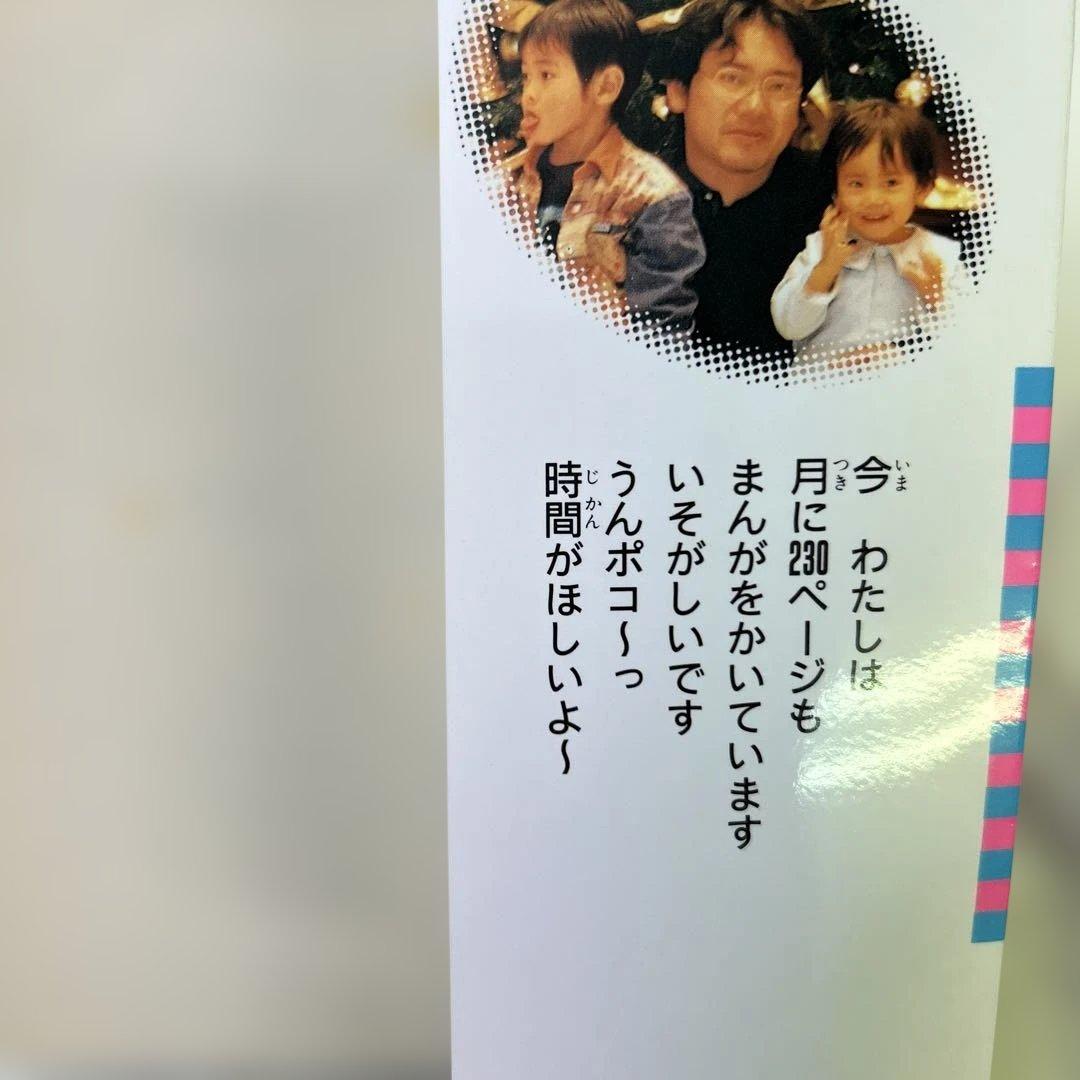 今　わたしは
月に230ページも
まんがをかいています
いそがしいです
うんポコ～っ
時間がほしいよ～